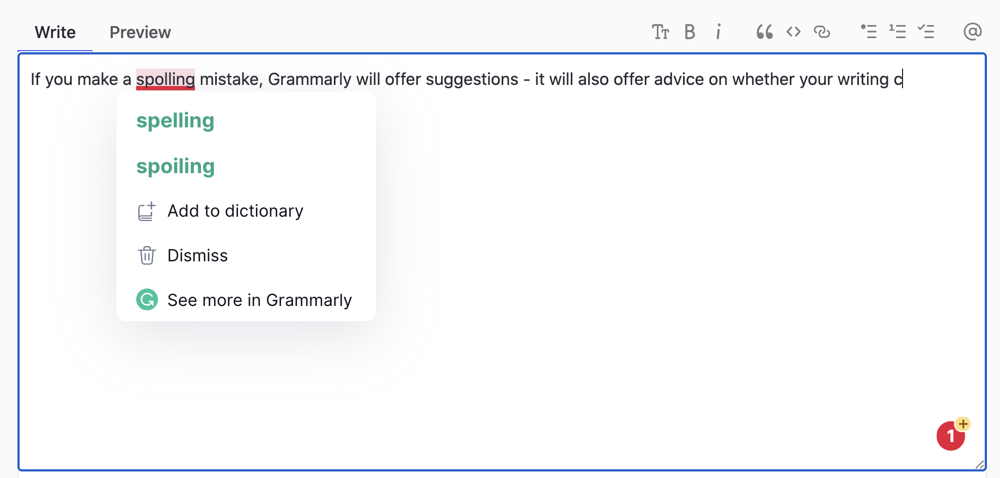 Write Preview
If you make a spolling mistake, Grammarly will offer suggestions - it will also offer advice on whether your writing c
spelling
spoiling
Add to dictionary
Dismiss
See more in Grammarly
1